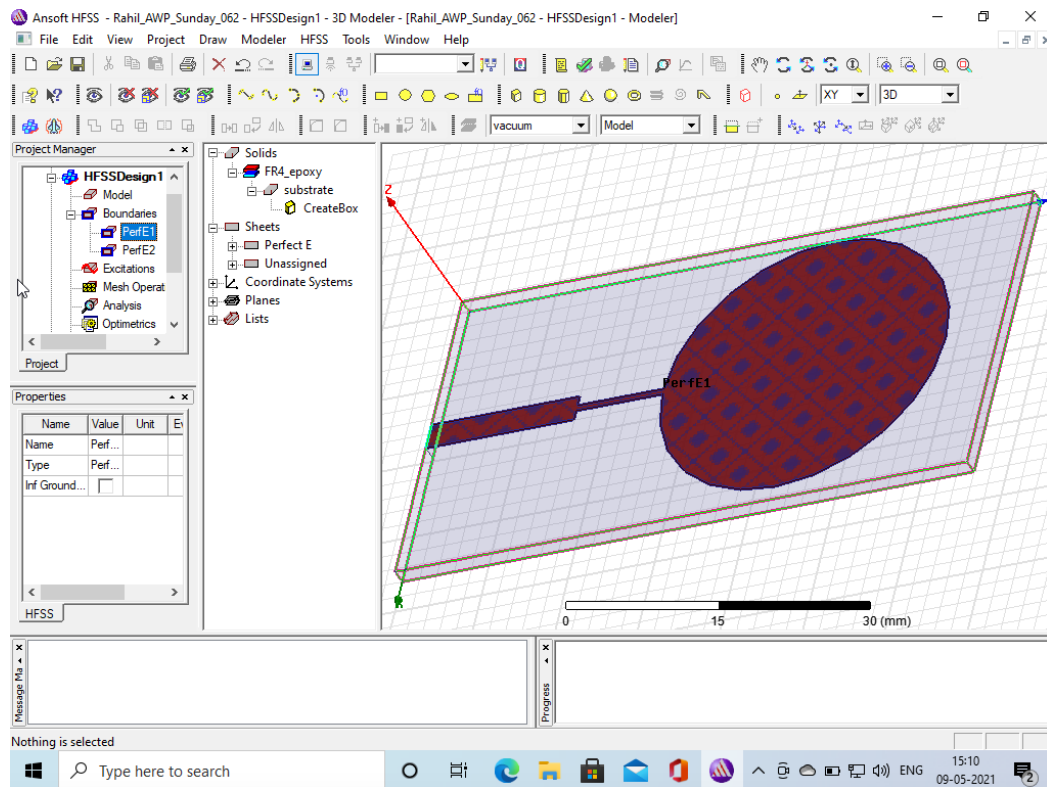 Ansoft HFSS - Rahil_AWP_Sunday_062 - HFSSDesign1 - 3D Modeler - [Rahil_AWP_Sunday_062 - HFSSDesign1 - Modeler]
File Edit View Project Draw Modeler HFSS Tools Window Help
XY 3D
vacuum Model
Project Manager
HFSSDesign1
Model
Boundaries
PerfE1
PerfE2
Excitations
Mesh Operat
Analysis
Optimetrics
Project
Properties
Name Value Unit Ev
Name Perf...
Type Perf...
Inf Ground...
HFSS
Solids
FR4_epoxy
substrate
CreateBox
Sheets
Perfect E
Unassigned
Coordinate Systems
Planes
Lists
Z
PerfE1
0 15 30 (mm)
Message Ma
Progress
Nothing is selected
Type here to search
ENG
15:10
09-05-2021
2